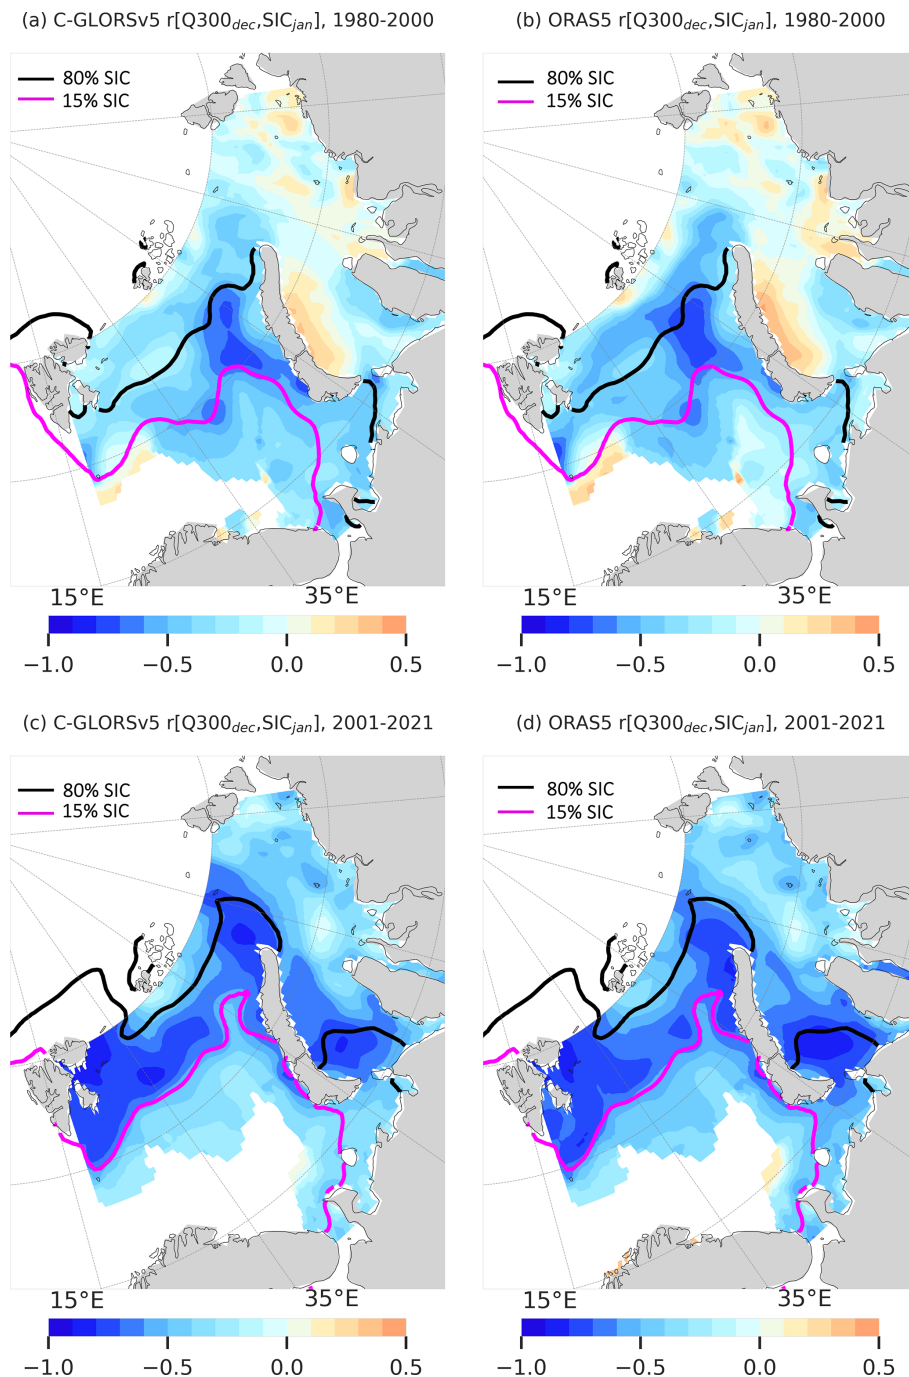 (a) C-GLORSv5 r[Q300dec,SICjan], 1980-2000
80% SIC
15% SIC
15°E 35°E
−1.0 −0.5 0.0 0.5
(b) ORAS5 r[Q300dec,SICjan], 1980-2000
80% SIC
15% SIC
15°E 35°E
−1.0 −0.5 0.0 0.5
(c) C-GLORSv5 r[Q300dec,SICjan], 2001-2021
80% SIC
15% SIC
15°E 35°E
−1.0 −0.5 0.0 0.5
(d) ORAS5 r[Q300dec,SICjan], 2001-2021
80% SIC
15% SIC
15°E 35°E
−1.0 −0.5 0.0 0.5